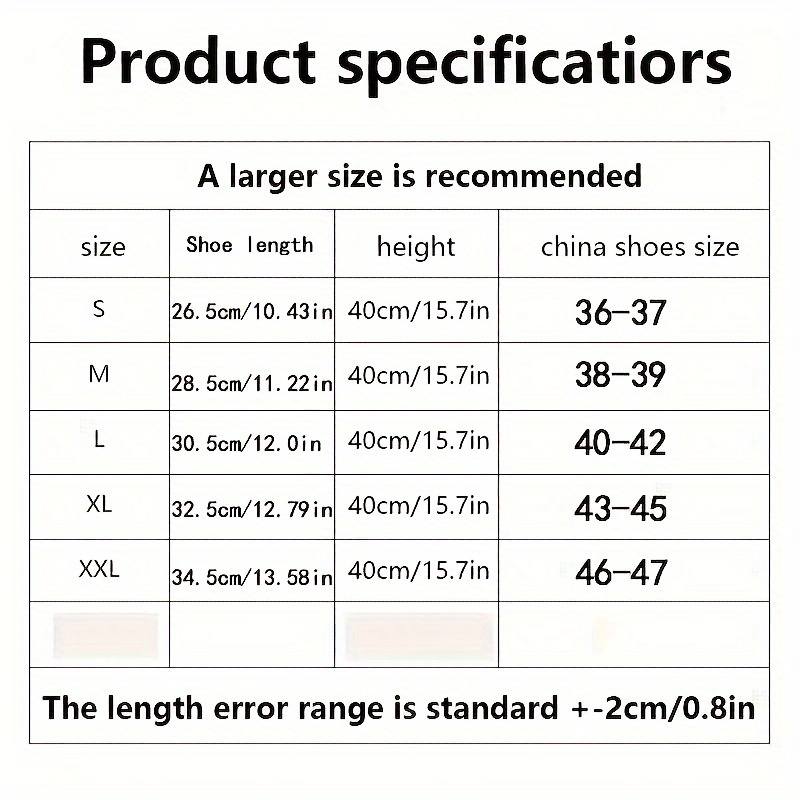 Product specificatiors
A larger size is recommended
size Shoe length height china shoes size
S 26.5cm/10.43in 40cm/15.7in 36-37
M 28.5cm/11.22in 40cm/15.7in 38-39
L 30.5cm/12.0in 40cm/15.7in 40-42
XL 32.5cm/12.79in 40cm/15.7in 43-45
XXL 34.5cm/13.58in 40cm/15.7in 46-47
The length error range is standard +-2cm/0.8in